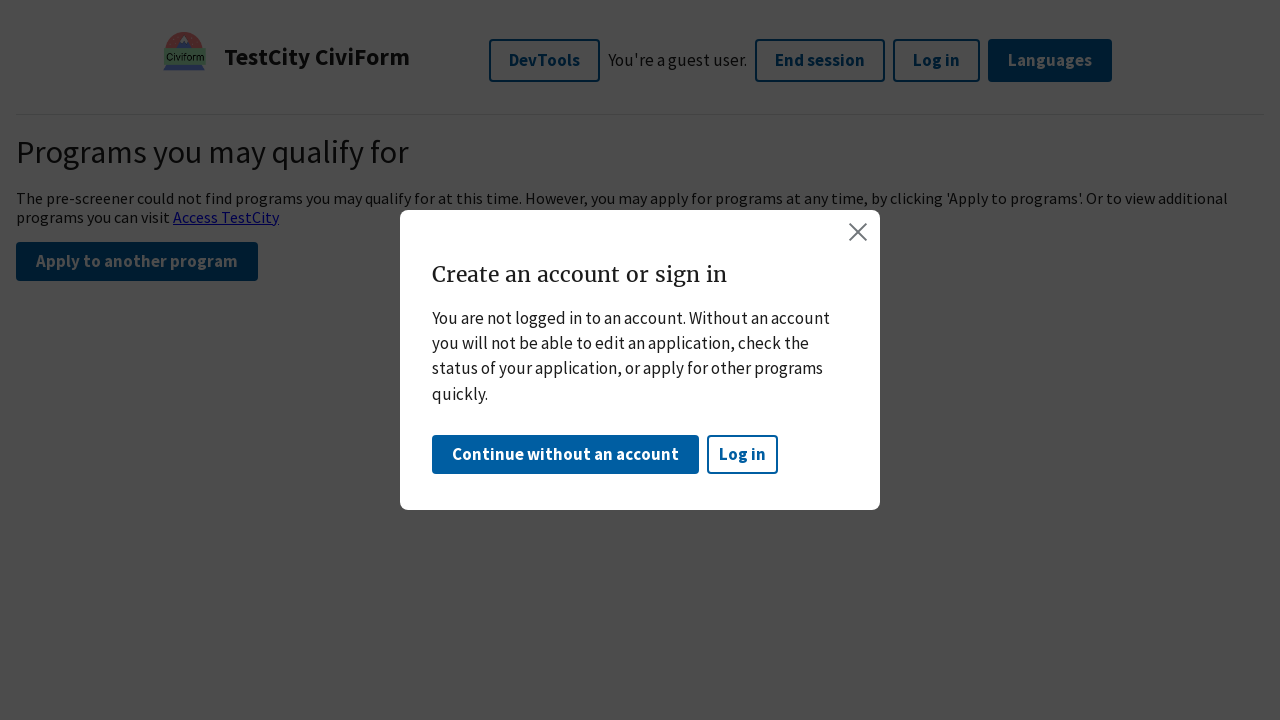 Civiform
TestCity CiviForm
DevTools
You're a guest user.
End session
Log in
Languages
Programs you may qualify for
The pre-screener could not find programs you may qualify for at this time. However, you may apply for programs at any time, by clicking 'Apply to programs'. Or to view additional
programs you can visit Access TestCity
Apply to another program
Create an account or sign in
You are not logged in to an account. Without an account
you will not be able to edit an application, check the
status of your application, or apply for other programs
quickly.
Continue without an account
Log in